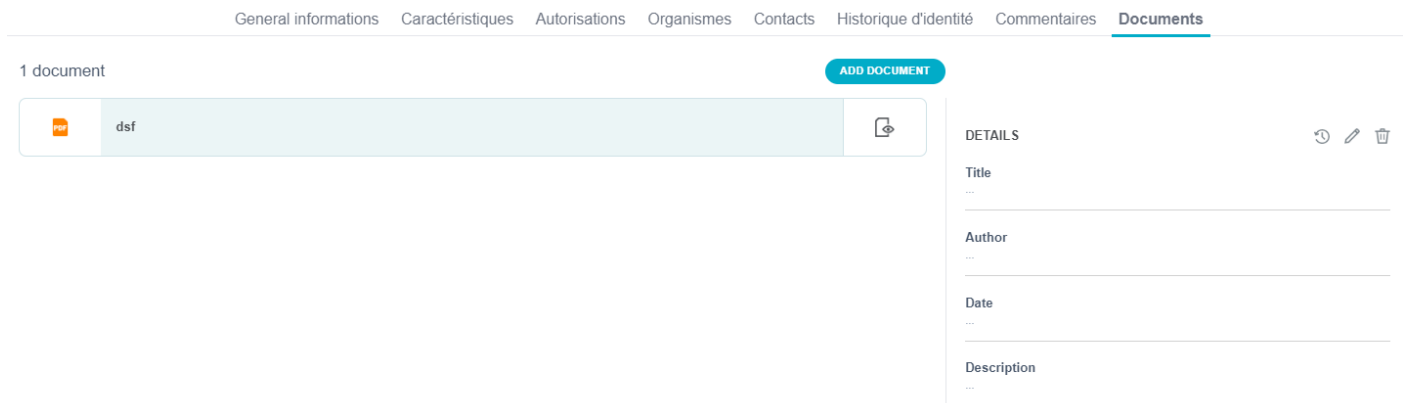 General informations Caractéristiques Autorisations Organismes Contacts Historique d'identité Commentaires Documents
1 document
ADD DOCUMENT
PDF
dsf
DETAILS
Title
...
Author
...
Date
...
Description
...